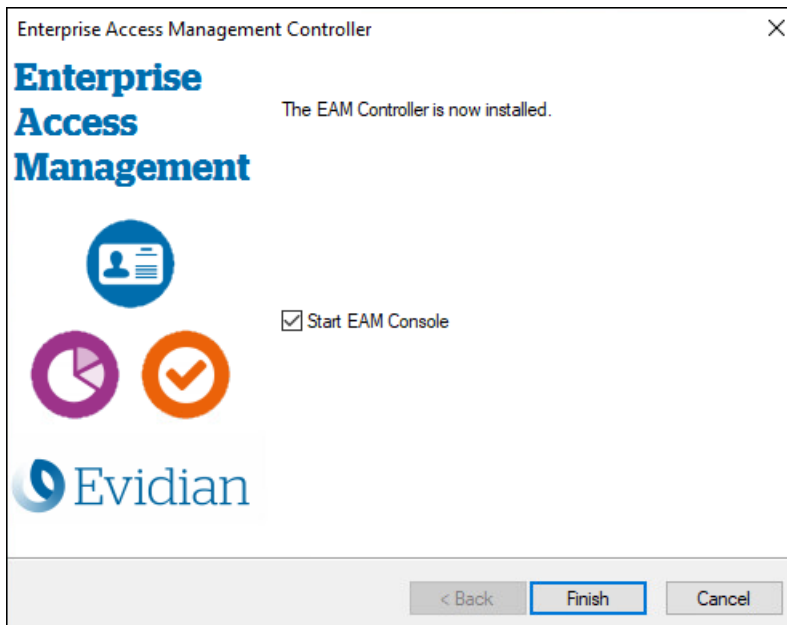 Enterprise Access Management Controller
Enterprise
Access
Management
The EAM Controller is now installed.
Start EAM Console
Evidian
< Back
Finish
Cancel